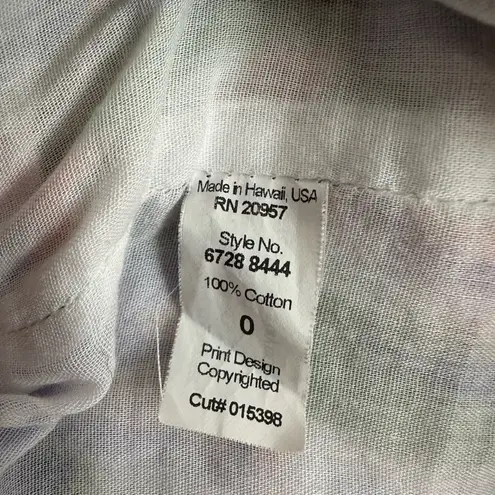 Made in Hawaii, USA
RN 20957
Style No.
6728 8444
100% Cotton
0
Print Design
Copyrighted
Cut# 015398